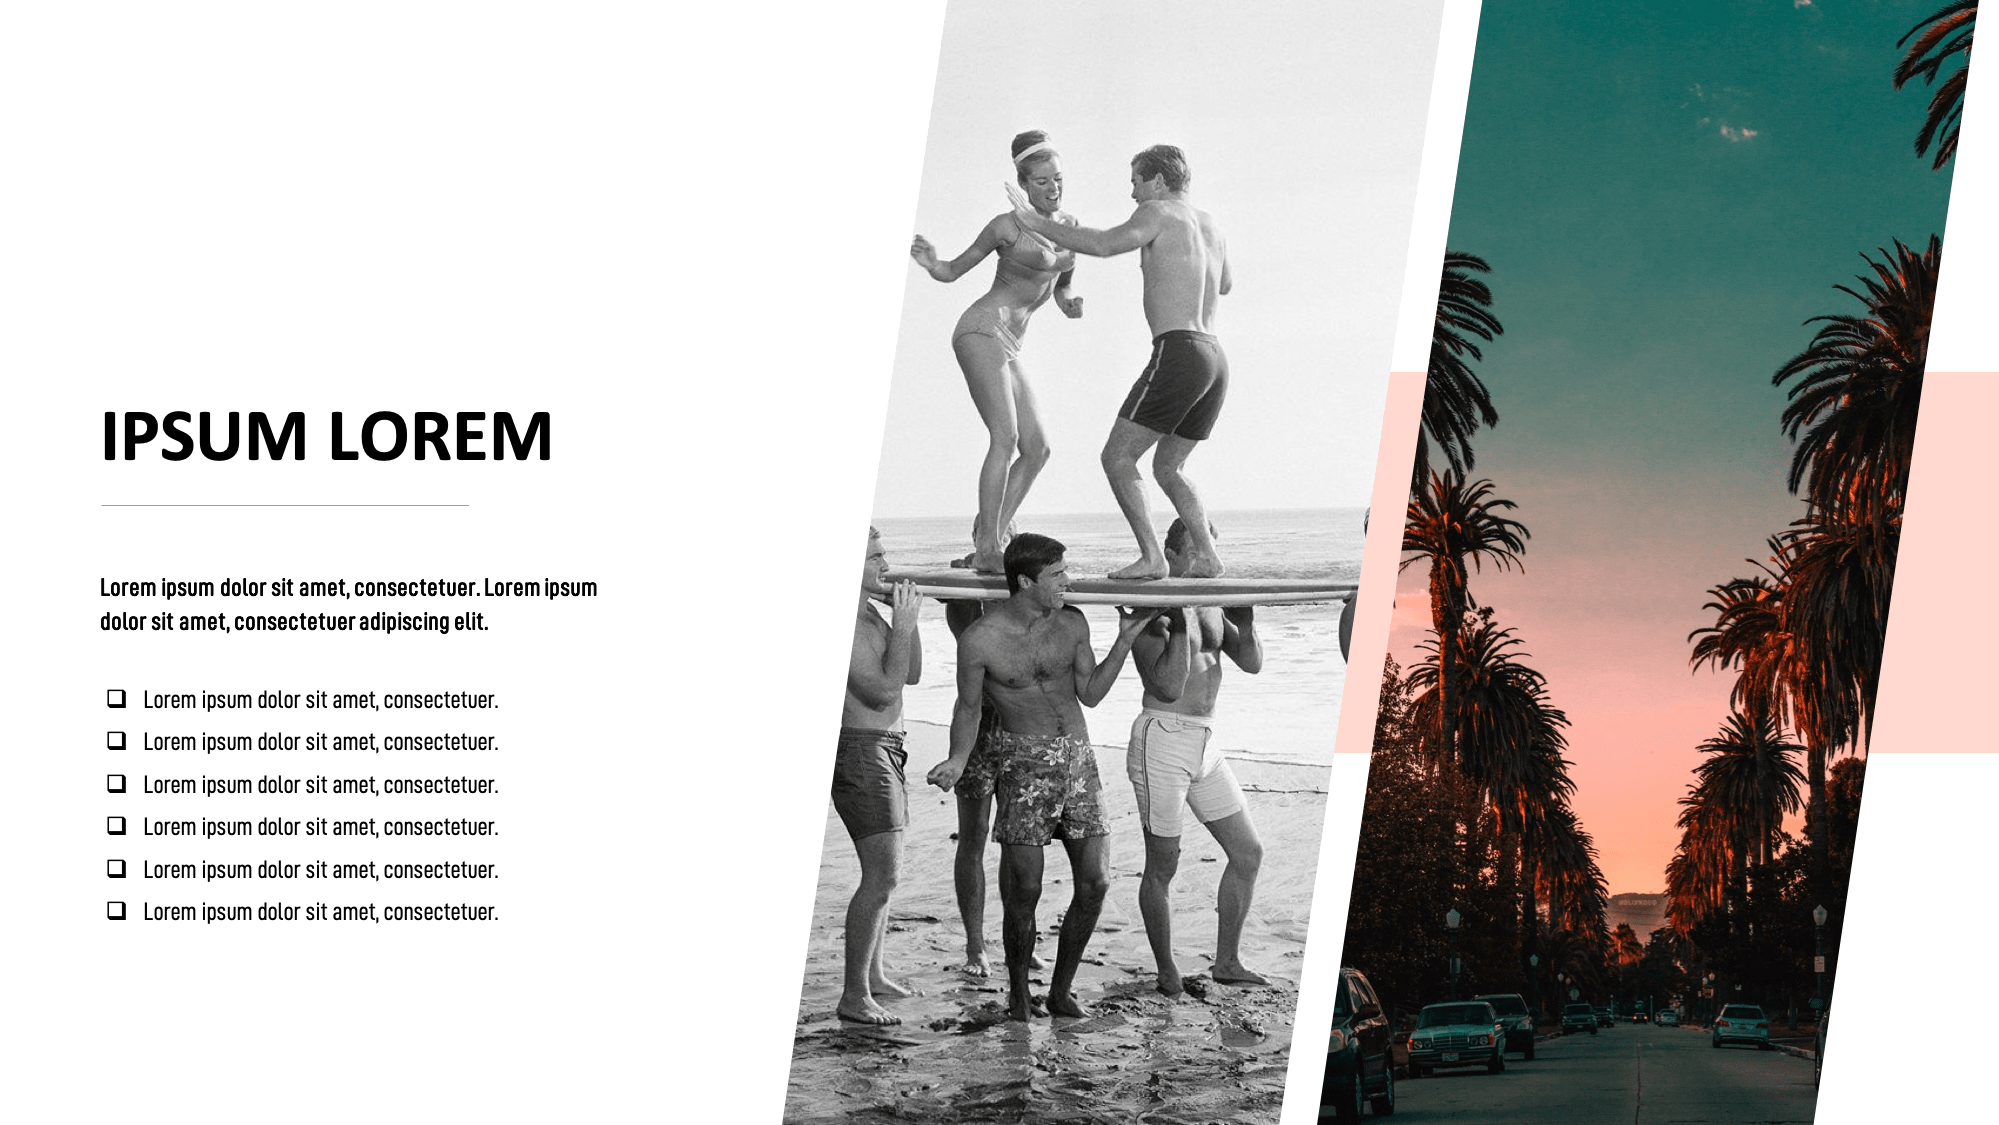 IPSUM LOREM
Lorem ipsum dolor sit amet, consectetuer. Lorem ipsum
dolor sit amet, consectetuer adipiscing elit.
❑ Lorem ipsum dolor sit amet, consectetuer.
❑ Lorem ipsum dolor sit amet, consectetuer.
❑ Lorem ipsum dolor sit amet, consectetuer.
❑ Lorem ipsum dolor sit amet, consectetuer.
❑ Lorem ipsum dolor sit amet, consectetuer.
❑ Lorem ipsum dolor sit amet, consectetuer.
HOLLYWOOD